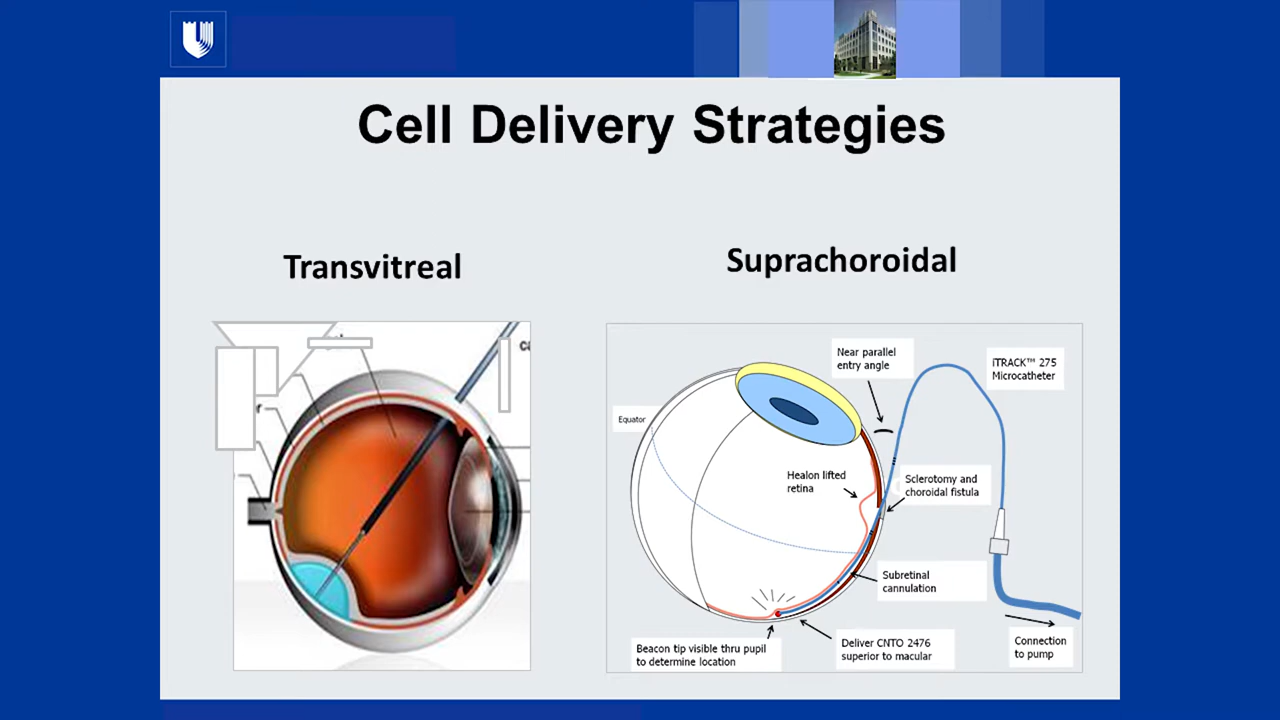 Cell Delivery Strategies
Transvitreal
Suprachoroidal
Near parallel
entry angle
iTRACK™ 275
Microcatheter
Equator
Healon lifted
retina
Sclerotomy and
choroidal fistula
Subretinal
cannulation
Beacon tip visible thru pupil
to determine location
Deliver CNTO 2476
superior to macular
Connection
to pump